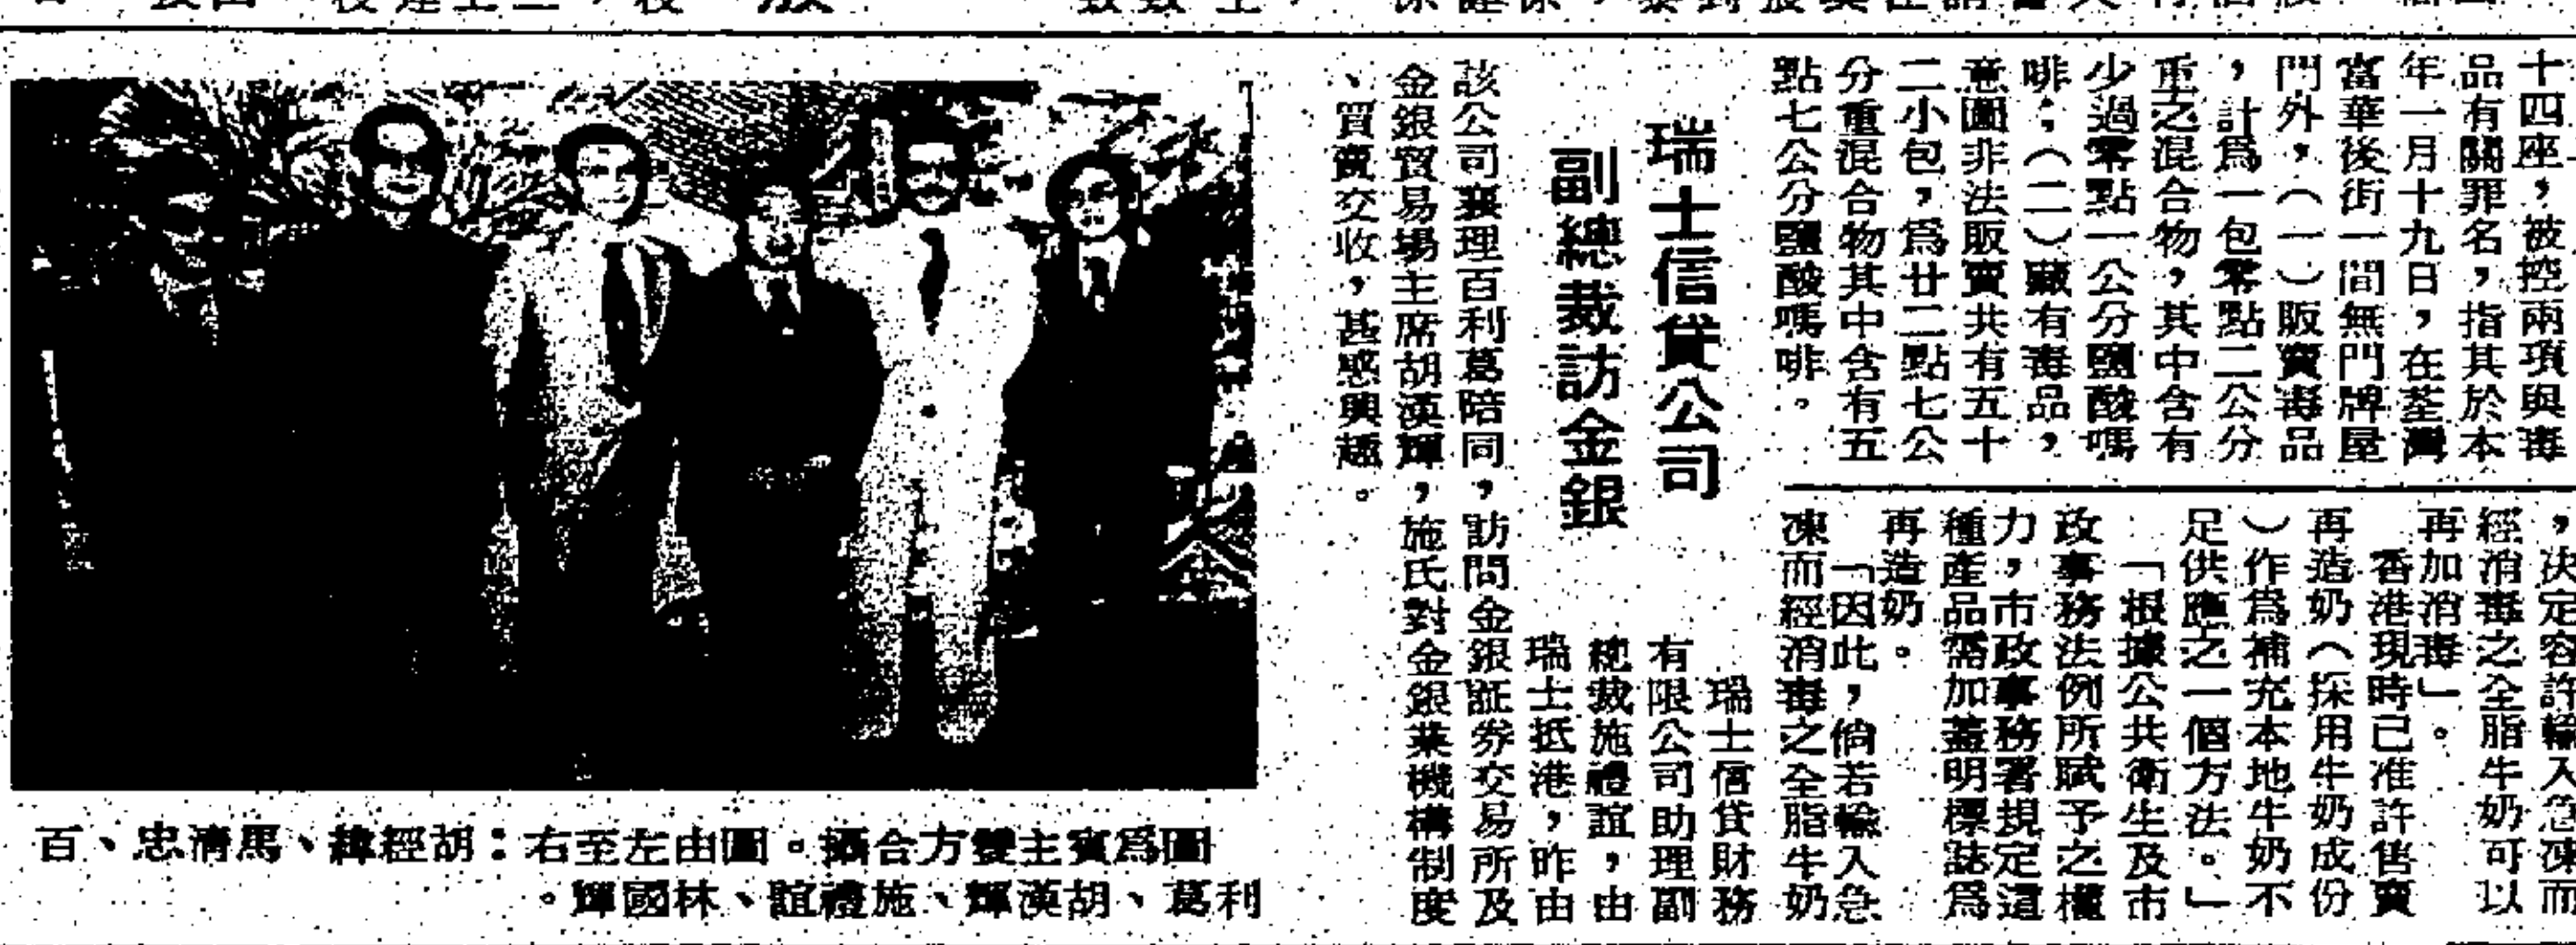 十四座，被控兩項與毒
品有關罪名，指其於本
年一月十九日，在荃灣
富華後街一間無門牌屋
門外，（一）販賣毒品
，計爲一包零點二公分
重之混合物，其中含有
少過零點一公分鹽酸嗎
啡；（二）藏有毒品，
意圖非法販賣共有五十
二小包，爲廿二點七公
分重混合物其中含有五
點七公分鹽酸嗎啡。
，決定容許輸入急凍而
經消毒之全脂牛奶可以
再加消毒」。
香港現時已准許售賣
再造奶（採用牛奶成份
）作爲補充本地牛奶不
足供應之一個方法。」
「根據公共衛生及市
政事務法例所賦予之權
力，市政事務署規定這
種產品需加蓋明標誌爲
再造奶。
「因此，倘若輸入急
凍而經消毒之全脂牛奶
瑞士信貸公司
副總裁訪金銀
瑞士信貸財務
有限公司助理副
總裁施禮誼，由
瑞士抵港，昨由
該公司襄理百利葛陪同，訪問金銀証券交易所及
金銀貿易場主席胡漢輝，施氏對金銀業機構制度
、買賣交收，甚感興趣。
圖爲賓主雙方合攝。圖由左至右：胡經緯、馬清忠、百
利葛、胡漢輝、施禮誼、林國輝。